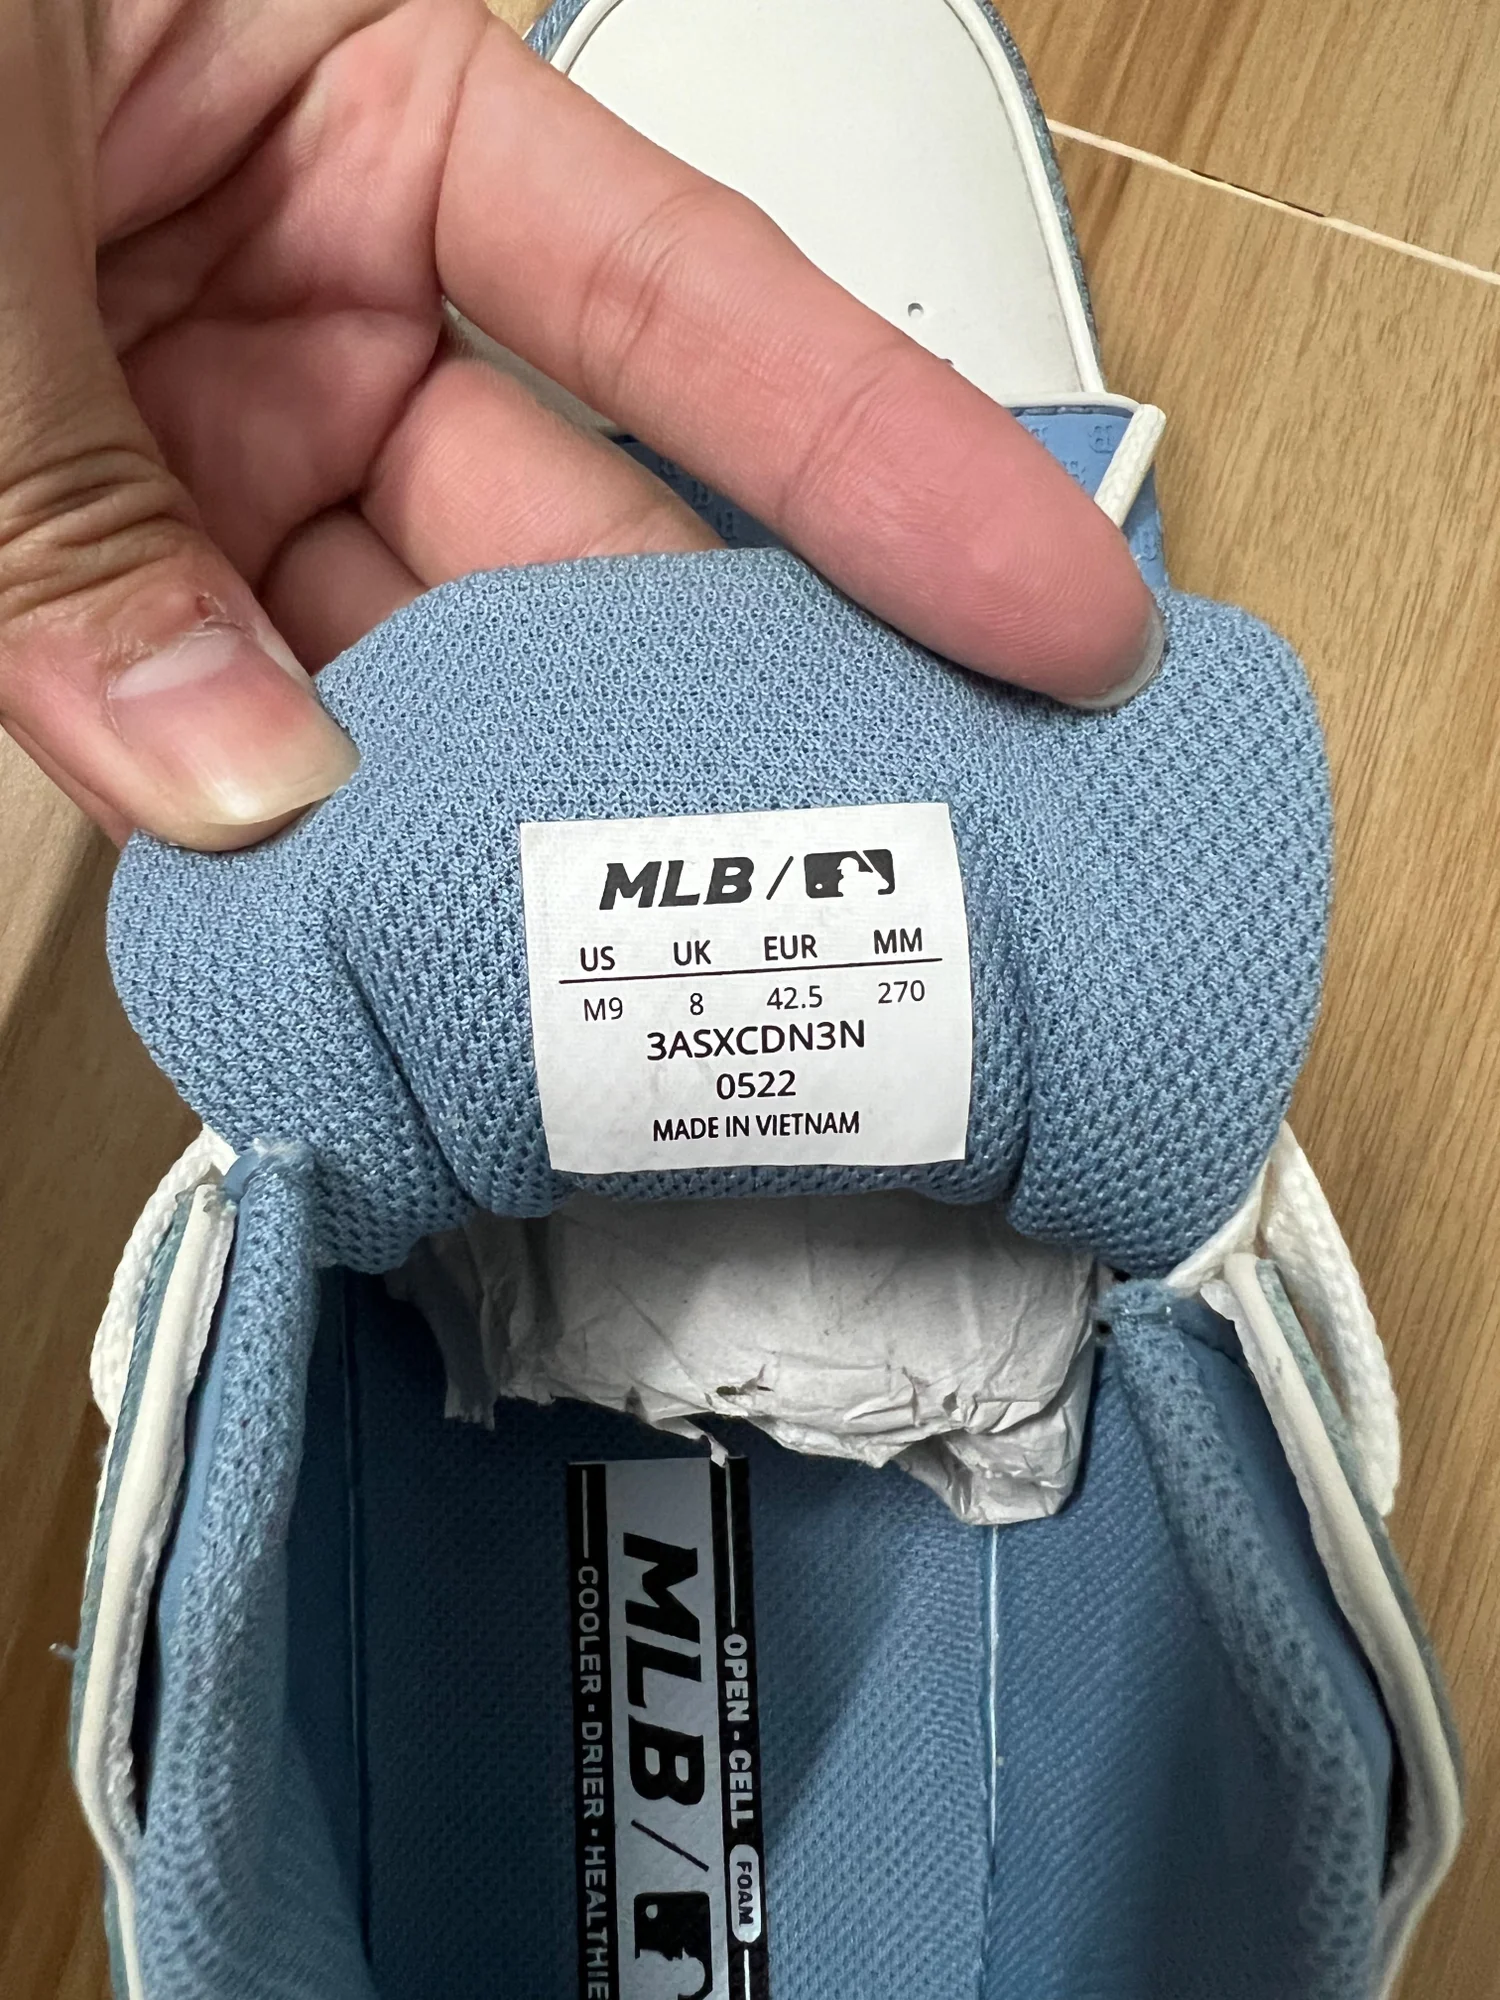 MLB /
US UK EUR MM
M9 8 42.5 270
3ASXCDN3N
0522
MADE IN VIETNAM
OPEN-CELL FOAM
MLB /
COOLER · DRIER · HEALTHIE